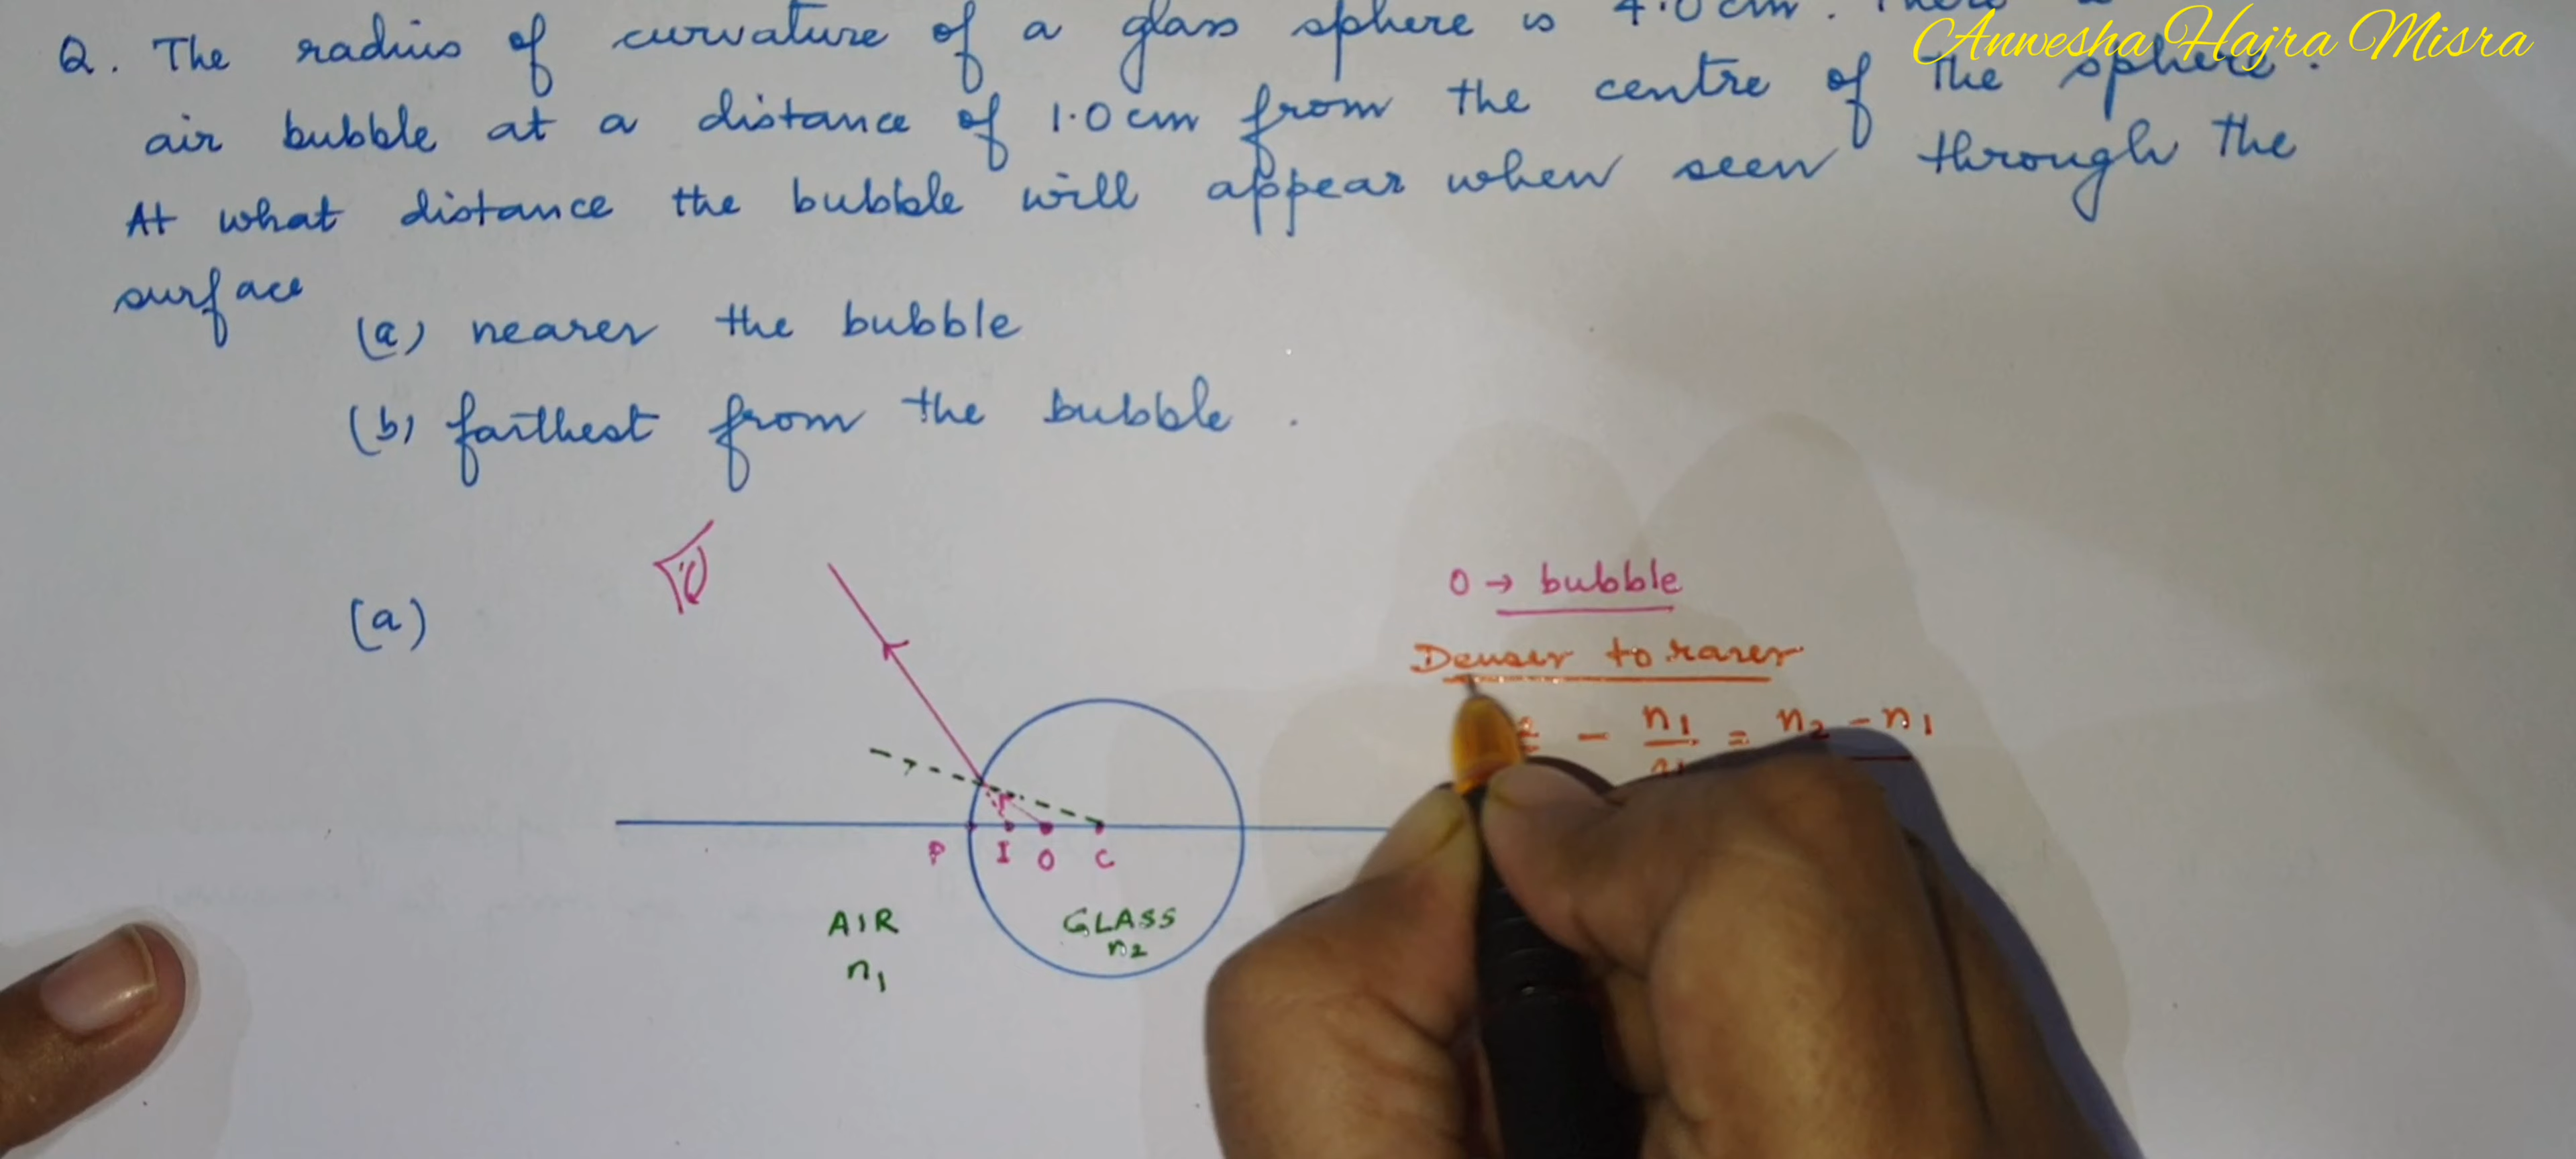 Q. The radius of curvature of a glass sphere is 4.0 cm. There
Anwesha Hajra Misra
air bubble at a distance of 1.0 cm from the centre of the sphere.
At what distance the bubble will appear when seen through the
surface
(a) nearer the bubble
(b) farthest from the bubble.
(a)
O → bubble
Denser to rarer
- n1 = n2 - n1
P I O C
AIR
n1
GLASS
n2